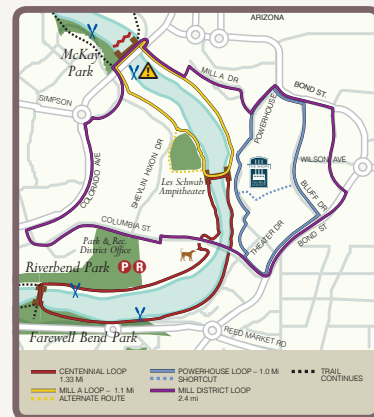 ARIZONA
McKay
Park
MILL A DR
BOND ST.
SIMPSON
POWERHOUSE
COLORADO AVE
SHEVLIN HIXON DR
WILSON AVE
Les Schwab
Ampitheater
BLUFF DR
COLUMBIA ST.
THEATER DR
BOND ST
Park & Rec.
District Office
Riverbend Park
P R
Farewell Bend Park
REED MARKET RD
CENTENNIAL LOOP
1.33 Mi
MILL A LOOP – 1.1 Mi
ALTERNATE ROUTE
POWERHOUSE LOOP – 1.0 Mi
SHORTCUT
MILL DISTRICT LOOP
2.4 mi
TRAIL
CONTINUES